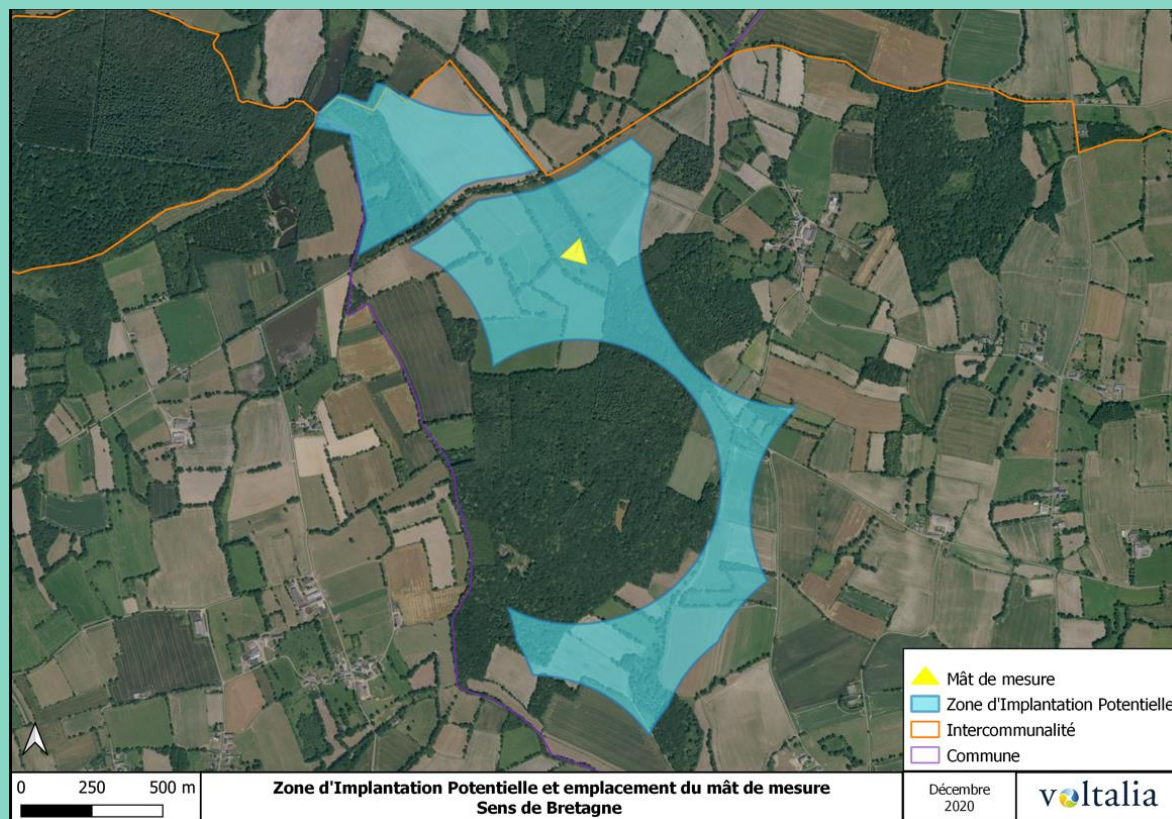 Mât de mesure
Zone d'Implantation Potentielle
Intercommunalité
Commune
0 250 500 m
Zone d'Implantation Potentielle et emplacement du mât de mesure
Sens de Bretagne
Décembre
2020
voltalia